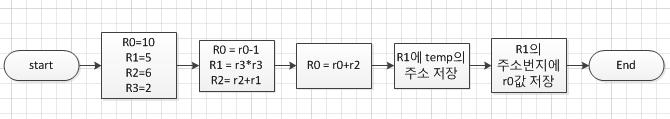 start
R0=10
R1=5
R2=6
R3=2
R0 = r0-1
R1 = r3*r3
R2= r2+r1
R0 = r0+r2
R1에 temp의
주소 저장
R1의
주소번지에
r0값 저장
End